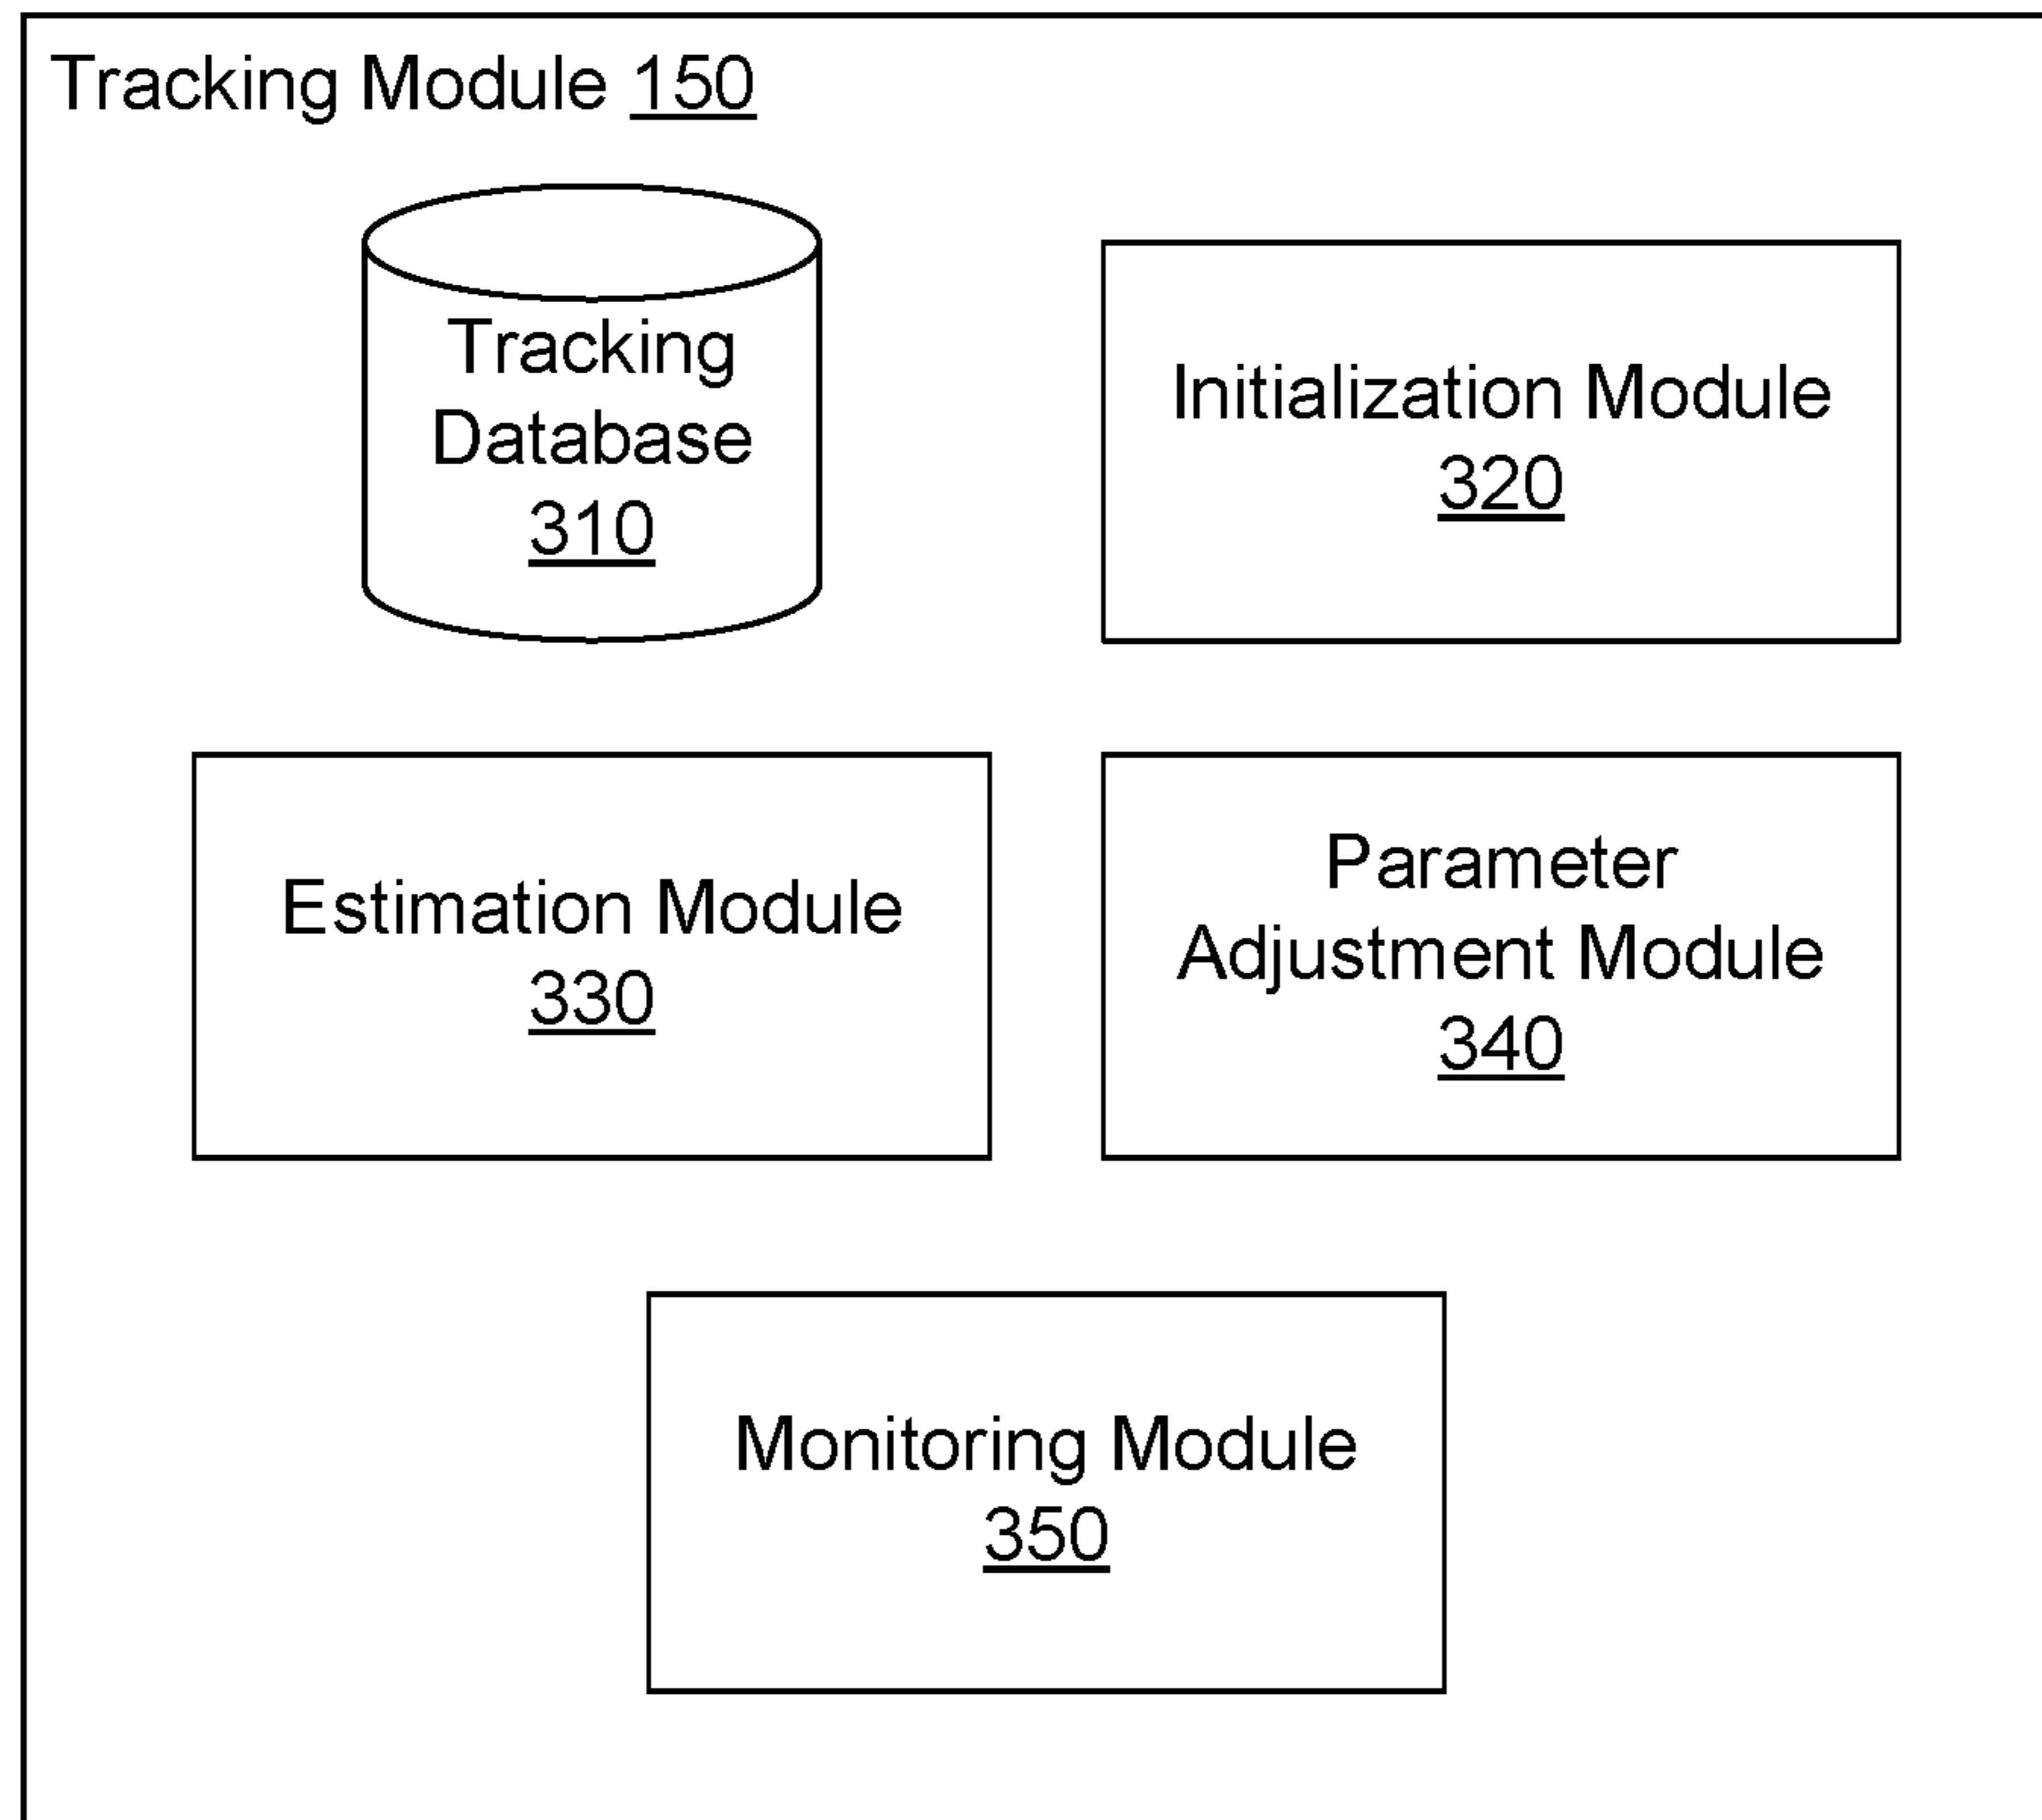 Tracking Module 150
Tracking
Database
310
Initialization Module
320
Estimation Module
330
Parameter
Adjustment Module
340
Monitoring Module
350